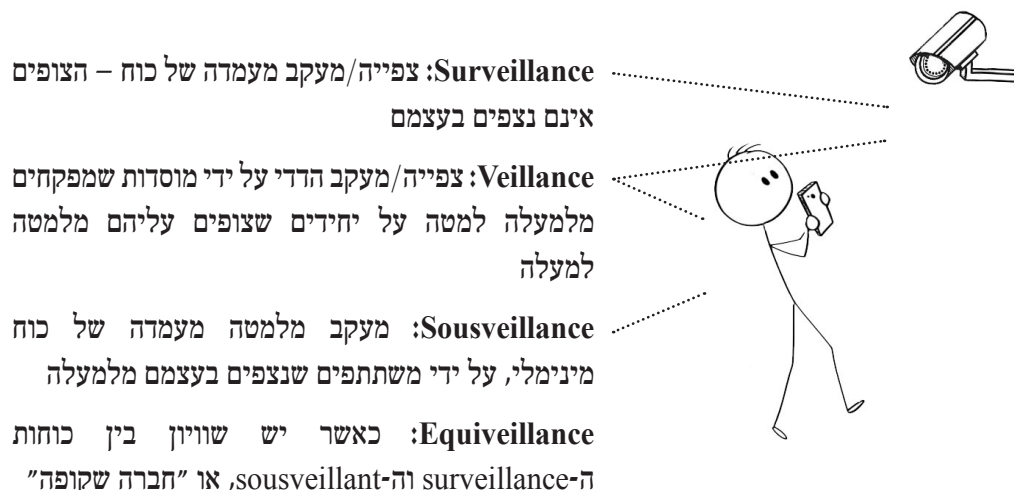 Surveillance: צפייה/מעקב מעמדה של כוח – הצופים
אינם נצפים בעצמם
Veillance: צפייה/מעקב הדדי על ידי מוסדות שמפקחים
מלמעלה למטה על יחידים שצופים עליהם מלמטה
למעלה
Sousveillance: מעקב מלמטה מעמדה של כוח
מינימלי, על ידי משתתפים שנצפים בעצמם מלמעלה
Equiveillance: כאשר יש שוויון בין כוחות
ה-surveillance וה-sousveillant, או "חברה שקופה"